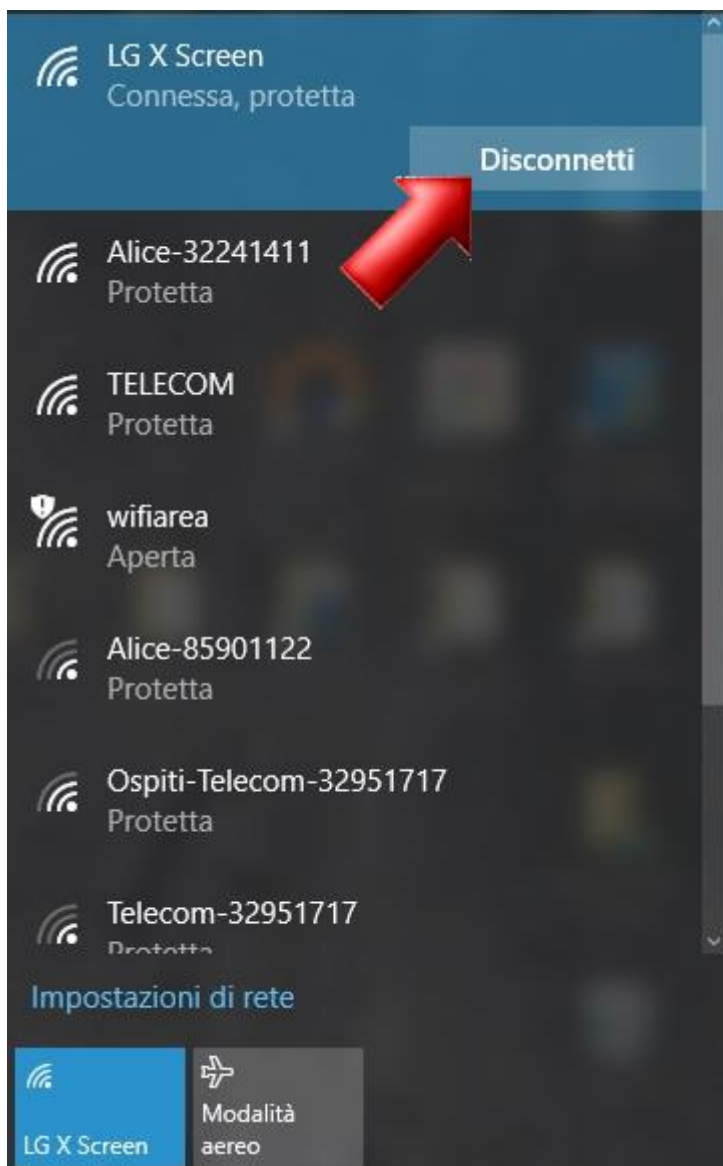 LG X Screen
Connessa, protetta
Disconnetti
Alice-32241411
Protetta
TELECOM
Protetta
wifiarea
Aperta
Alice-85901122
Protetta
Ospiti-Telecom-32951717
Protetta
Telecom-32951717
Protetta
Impostazioni di rete
LG X Screen
Modalità
aereo